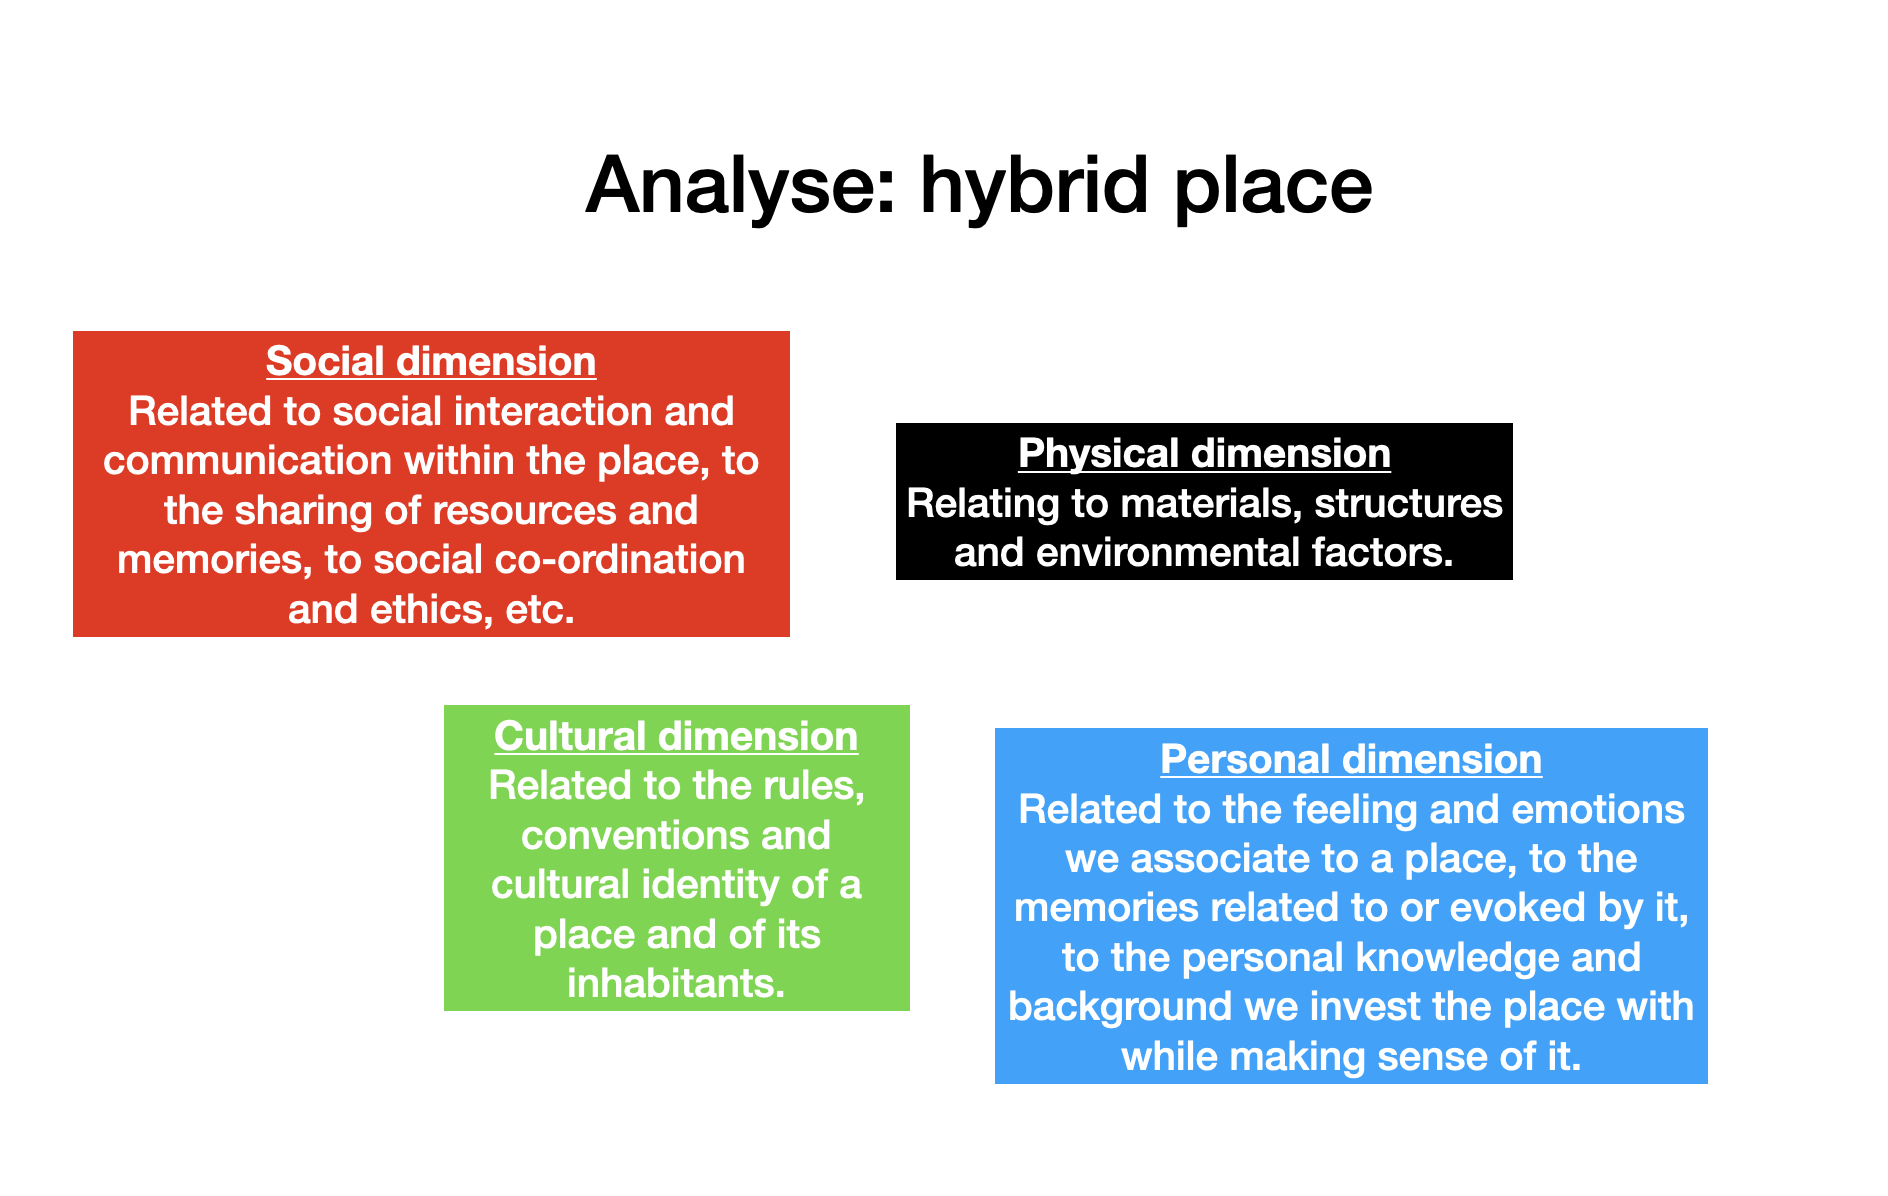 Analyse: hybrid place
Social dimension
Related to social interaction and
communication within the place, to
the sharing of resources and
memories, to social co-ordination
and ethics, etc.
Physical dimension
Relating to materials, structures
and environmental factors.
Cultural dimension
Related to the rules,
conventions and
cultural identity of a
place and of its
inhabitants.
Personal dimension
Related to the feeling and emotions
we associate to a place, to the
memories related to or evoked by it,
to the personal knowledge and
background we invest the place with
while making sense of it.